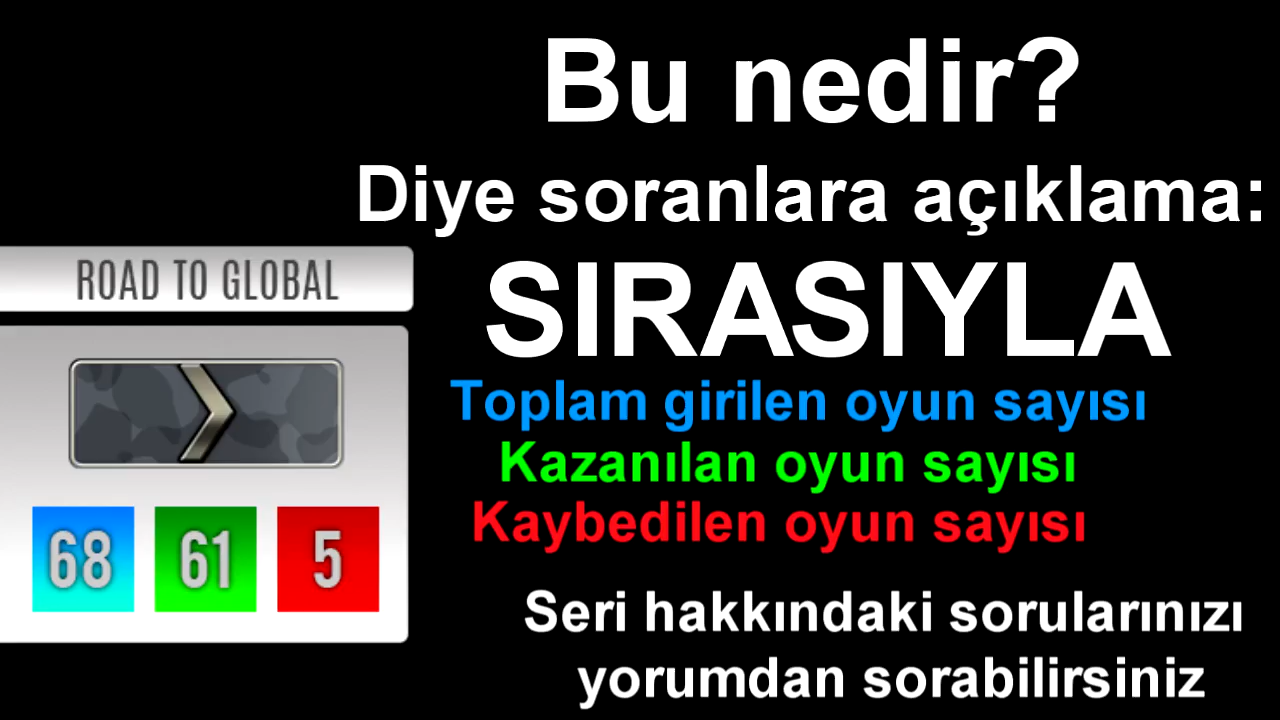 Bu nedir?
Diye soranlara açıklama:
SIRASIYLA
Toplam girilen oyun sayısı
Kazanılan oyun sayısı
Kaybedilen oyun sayısı
Seri hakkındaki sorularınızı
yorumdan sorabilirsiniz
ROAD TO GLOBAL
68 61 5